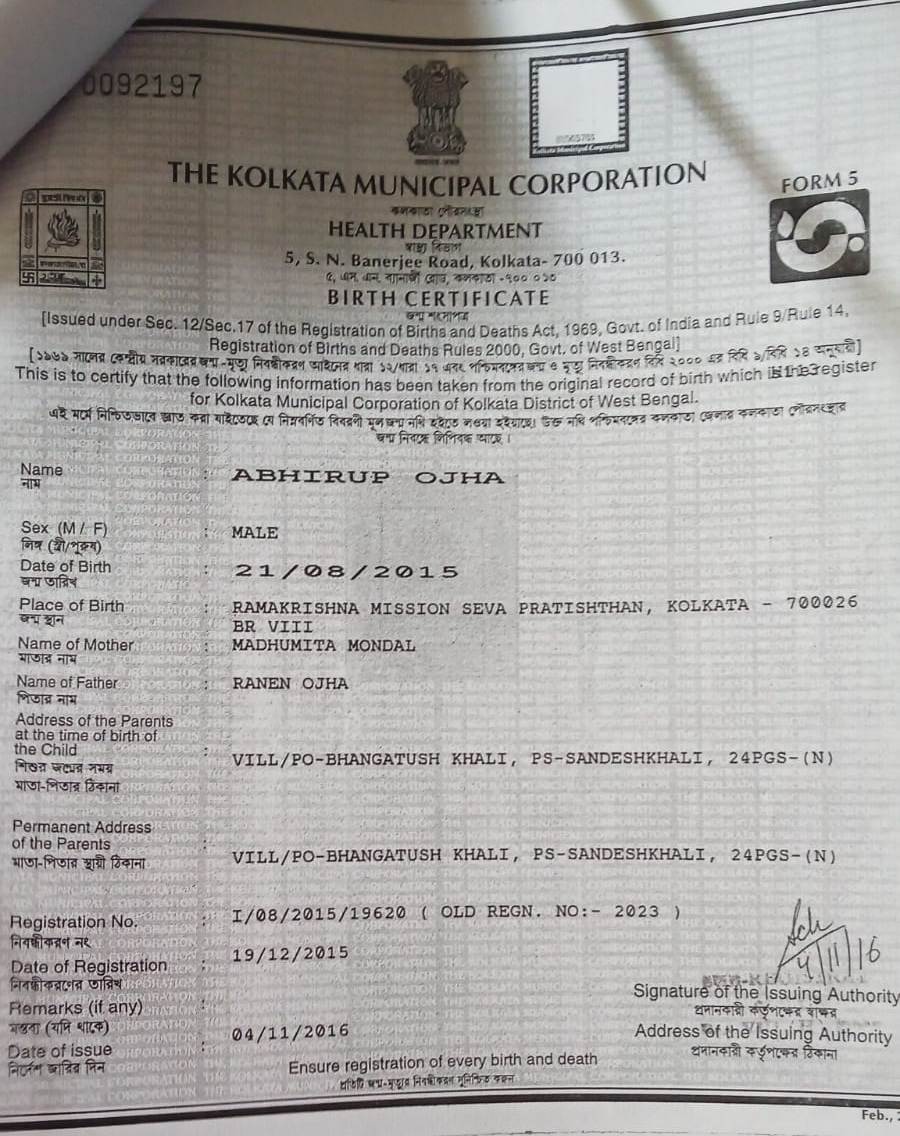 0092197
Kolkata Municipal Corporation
THE KOLKATA MUNICIPAL CORPORATION
FORM 5
কলকাতা পৌরসংস্থা
HEALTH DEPARTMENT
স্বাস্থ্য বিভাগ
5, S. N. Banerjee Road, Kolkata- 700 013.
৫, এস. এন. ব্যানার্জী রোড, কলকাতা -৭০০ ০১৩
BIRTH CERTIFICATE
জন্ম শংসাপত্র
[Issued under Sec. 12/Sec.17 of the Registration of Births and Deaths Act, 1969, Govt. of India and Rule 9/Rule 14,
Registration of Births and Deaths Rules 2000, Govt. of West Bengal]
[১৯৬৯ সালের কেন্দ্রীয় সরকারের জন্ম -মৃত্যু নিবন্ধীকরণ আইনের ধারা ১২/ধারা ১৭ এবং পশ্চিমবঙ্গের জন্ম ও মৃত্যু নিবন্ধীকরণ বিধি ২০০০ এর বিধি ৯/বিধি ১৪ অনুযায়ী]
This is to certify that the following information has been taken from the original record of birth which is in the register
for Kolkata Municipal Corporation of Kolkata District of West Bengal.
এই মর্মে নিশ্চিতভাবে জ্ঞাত করা যাইতেছে যে নিম্নবর্ণিত বিবরণী মূল জন্ম নথি হইতে লওয়া হইয়াছে। উক্ত নথি পশ্চিমবঙ্গের কলকাতা জেলার কলকাতা পৌরসংস্থার
জন্ম নিবন্ধে লিপিবদ্ধ আছে ।
Name : ABHIRUP OJHA
নাম
Sex (M / F) : MALE
লিঙ্গ (স্ত্রী/পুরুষ)
Date of Birth : 21/08/2015
জন্ম তারিখ
Place of Birth : RAMAKRISHNA MISSION SEVA PRATISHTHAN, KOLKATA - 700026
জন্ম স্থান BR VIII
Name of Mother : MADHUMITA MONDAL
মাতার নাম
Name of Father : RANEN OJHA
পিতার নাম
Address of the Parents
at the time of birth of
the Child : VILL/PO-BHANGATUSH KHALI, PS-SANDESHKHALI, 24PGS-(N)
শিশুর জন্মের সময়
মাতা-পিতার ঠিকানা
Permanent Address
of the Parents :
মাতা-পিতার স্থায়ী ঠিকানা VILL/PO-BHANGATUSH KHALI, PS-SANDESHKHALI, 24PGS-(N)
Registration No. : I/08/2015/19620 ( OLD REGN. NO:- 2023 )
নিবন্ধীকরণ নং
Date of Registration : 19/12/2015
নিবন্ধীকরণের তারিখ
4/11/16
Remarks (if any) :
মন্তব্য (যদি থাকে)
Signature of the Issuing Authority
প্রদানকারী কর্তৃপক্ষের স্বাক্ষর
Date of issue : 04/11/2016
Address of the Issuing Authority
প্রদানকারী কর্তৃপক্ষের ঠিকানা
Ensure registration of every birth and death
প্রতিটি জন্ম-মৃত্যুর নিবন্ধীকরণ সুনিশ্চিত করুন
Feb.,